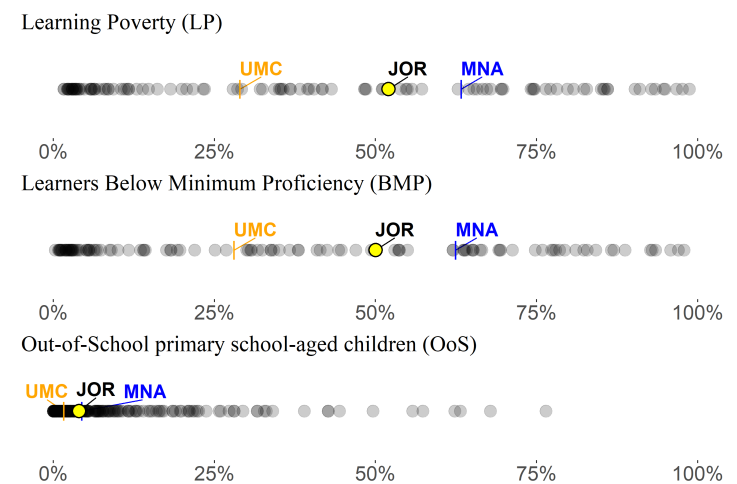 Learning Poverty (LP)
UMC JOR MNA
0% 25% 50% 75% 100%
Learners Below Minimum Proficiency (BMP)
UMC JOR MNA
0% 25% 50% 75% 100%
Out-of-School primary school-aged children (OoS)
UMC JOR MNA
0% 25% 50% 75% 100%